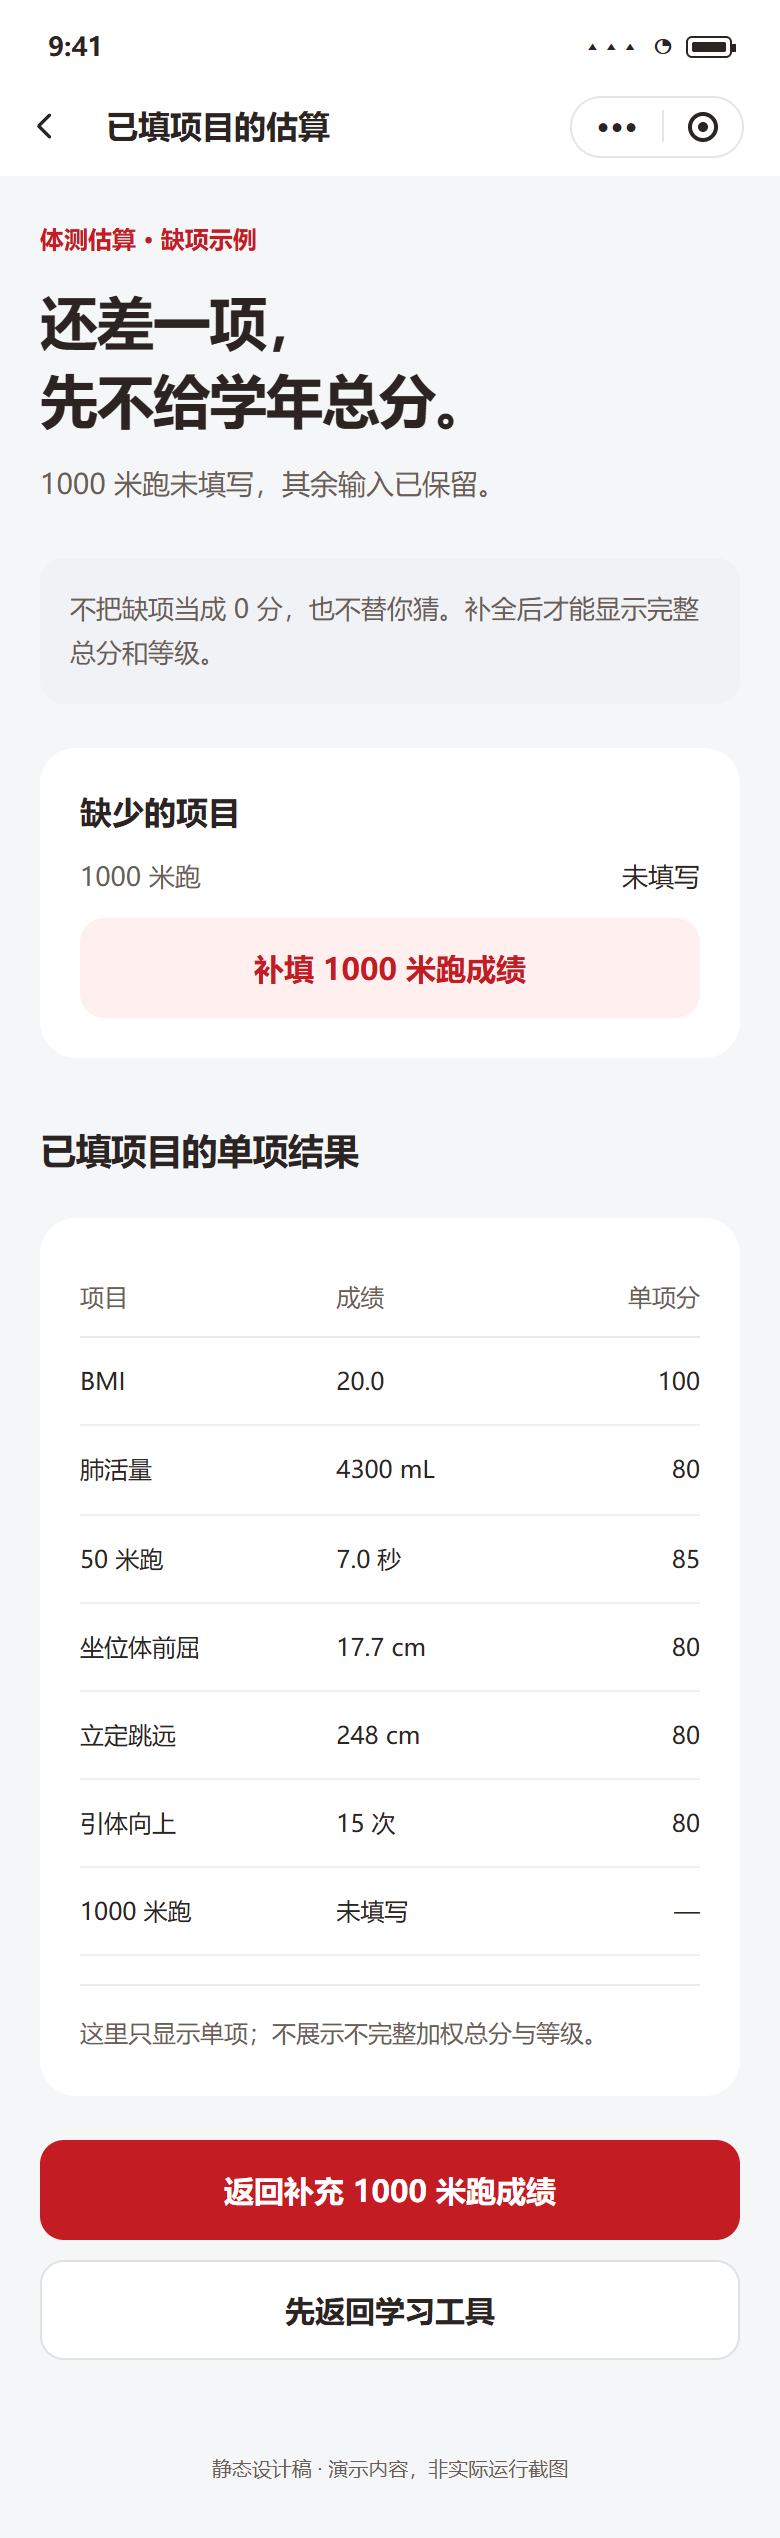 9:41
已填项目的估算
体测估算·缺项示例
还差一项，
先不给学年总分。
1000 米跑未填写，其余输入已保留。
不把缺项当成 0 分，也不替你猜。补全后才能显示完整
总分和等级。
缺少的项目
1000 米跑 未填写
补填 1000 米跑成绩
已填项目的单项结果
项目 成绩 单项分
BMI 20.0 100
肺活量 4300 mL 80
50 米跑 7.0 秒 85
坐位体前屈 17.7 cm 80
立定跳远 248 cm 80
引体向上 15 次 80
1000 米跑 未填写 —
这里只显示单项；不展示不完整加权总分与等级。
返回补充 1000 米跑成绩
先返回学习工具
静态设计稿 · 演示内容，非实际运行截图